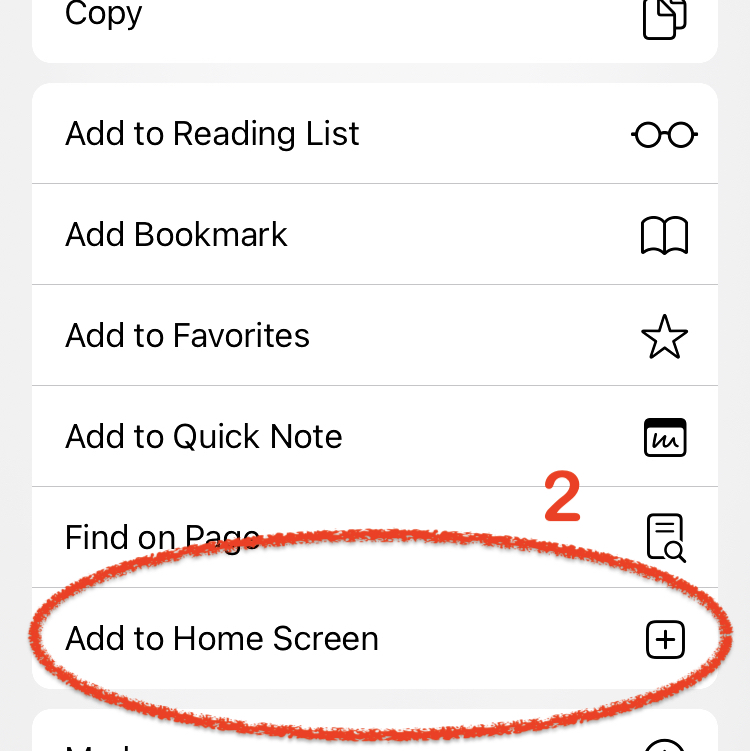 Copy
Add to Reading List
Add Bookmark
Add to Favorites
Add to Quick Note
2
Find on Page
Add to Home Screen